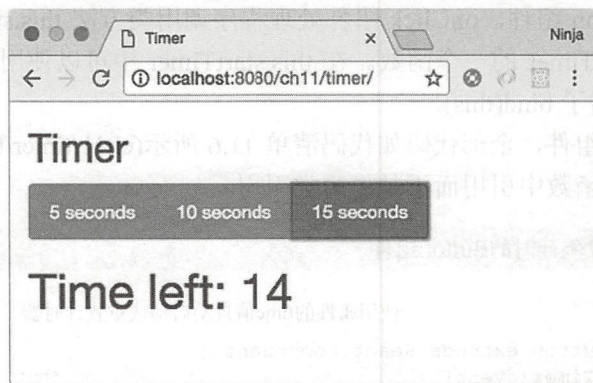 Timer
Ninja
localhost:8080/ch11/timer/
Timer
5 seconds 10 seconds 15 seconds
Time left: 14